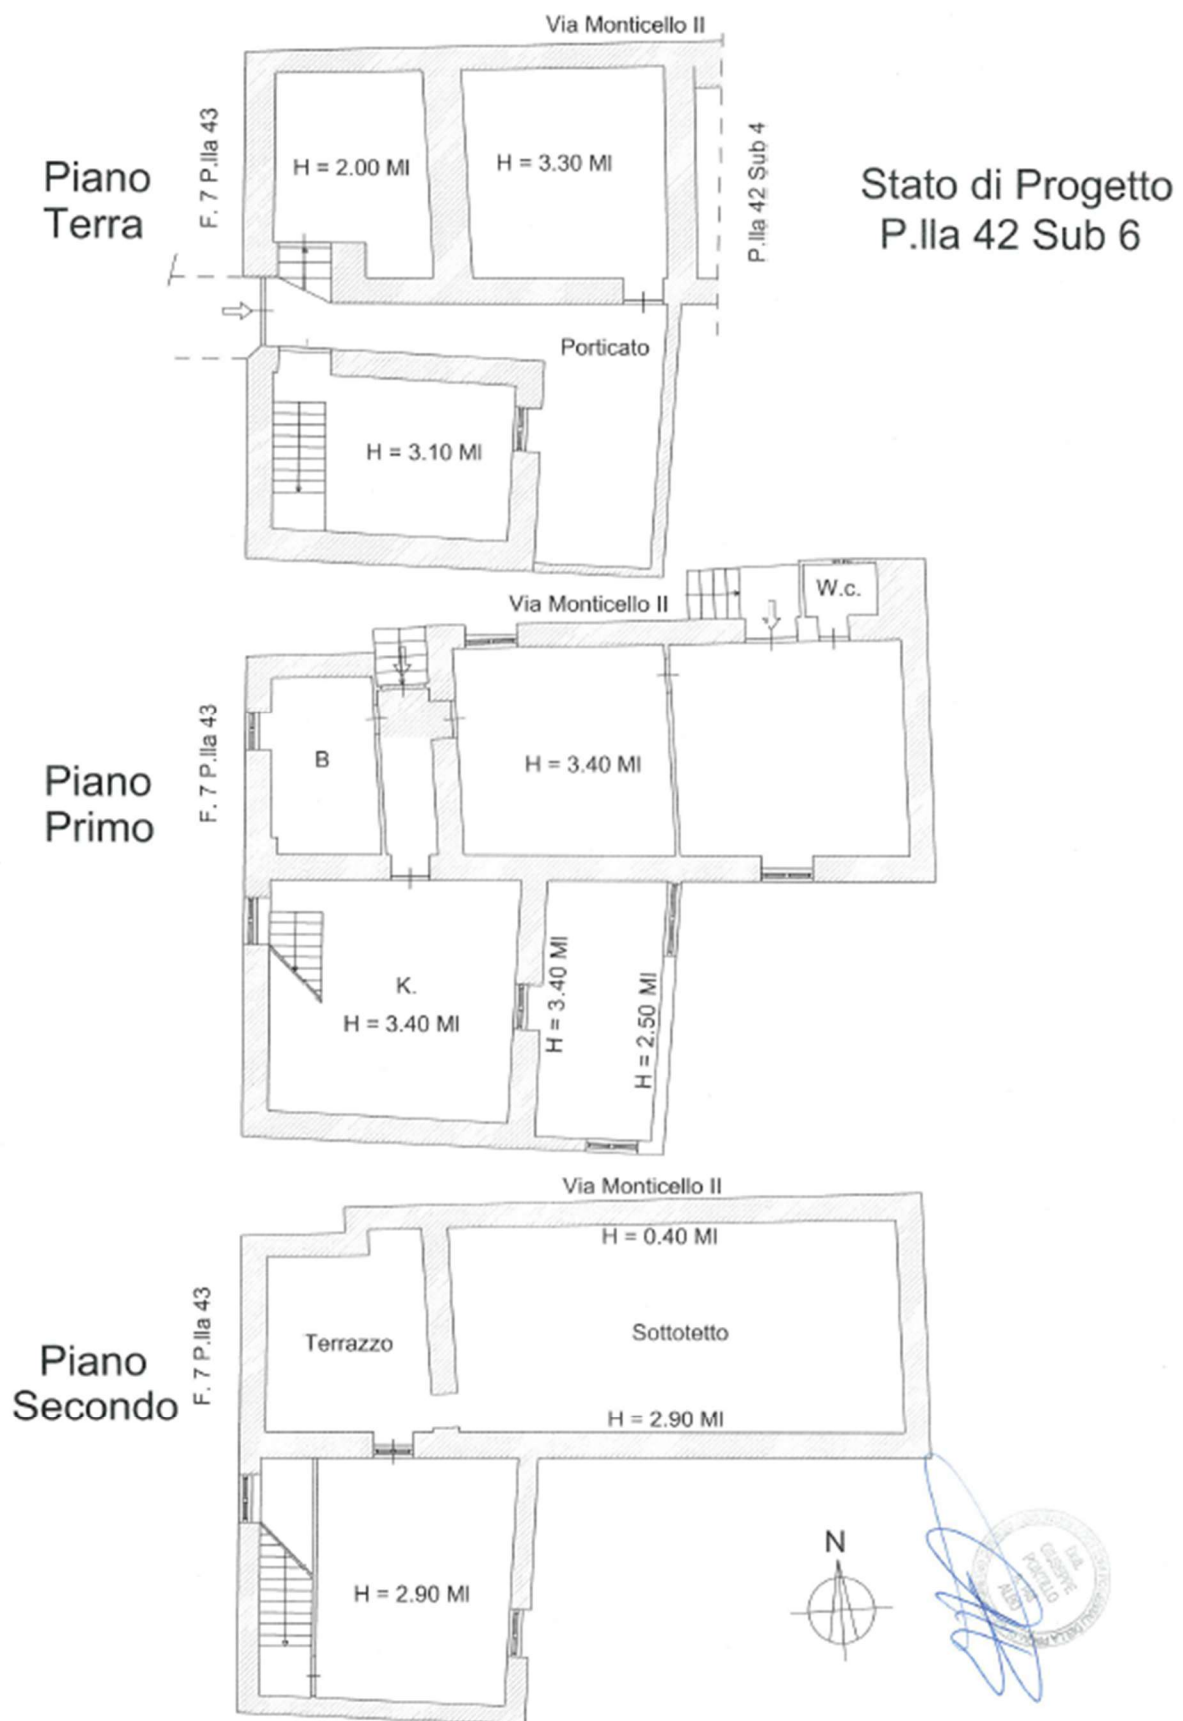 Via Monticello II
Piano
Terra
F. 7 P.lla 43
H = 2.00 Ml
H = 3.30 Ml
P.lla 42 Sub 4
Stato di Progetto
P.lla 42 Sub 6
Porticato
H = 3.10 Ml
Via Monticello II
W.c.
Piano
Primo
F. 7 P.lla 43
B
H = 3.40 Ml
K.
H = 3.40 Ml
H = 3.40 Ml
H = 2.50 Ml
Via Monticello II
H = 0.40 Ml
Piano
Secondo
F. 7 P.lla 43
Terrazzo
Sottotetto
H = 2.90 Ml
H = 2.90 Ml
N
GIUSEPPE